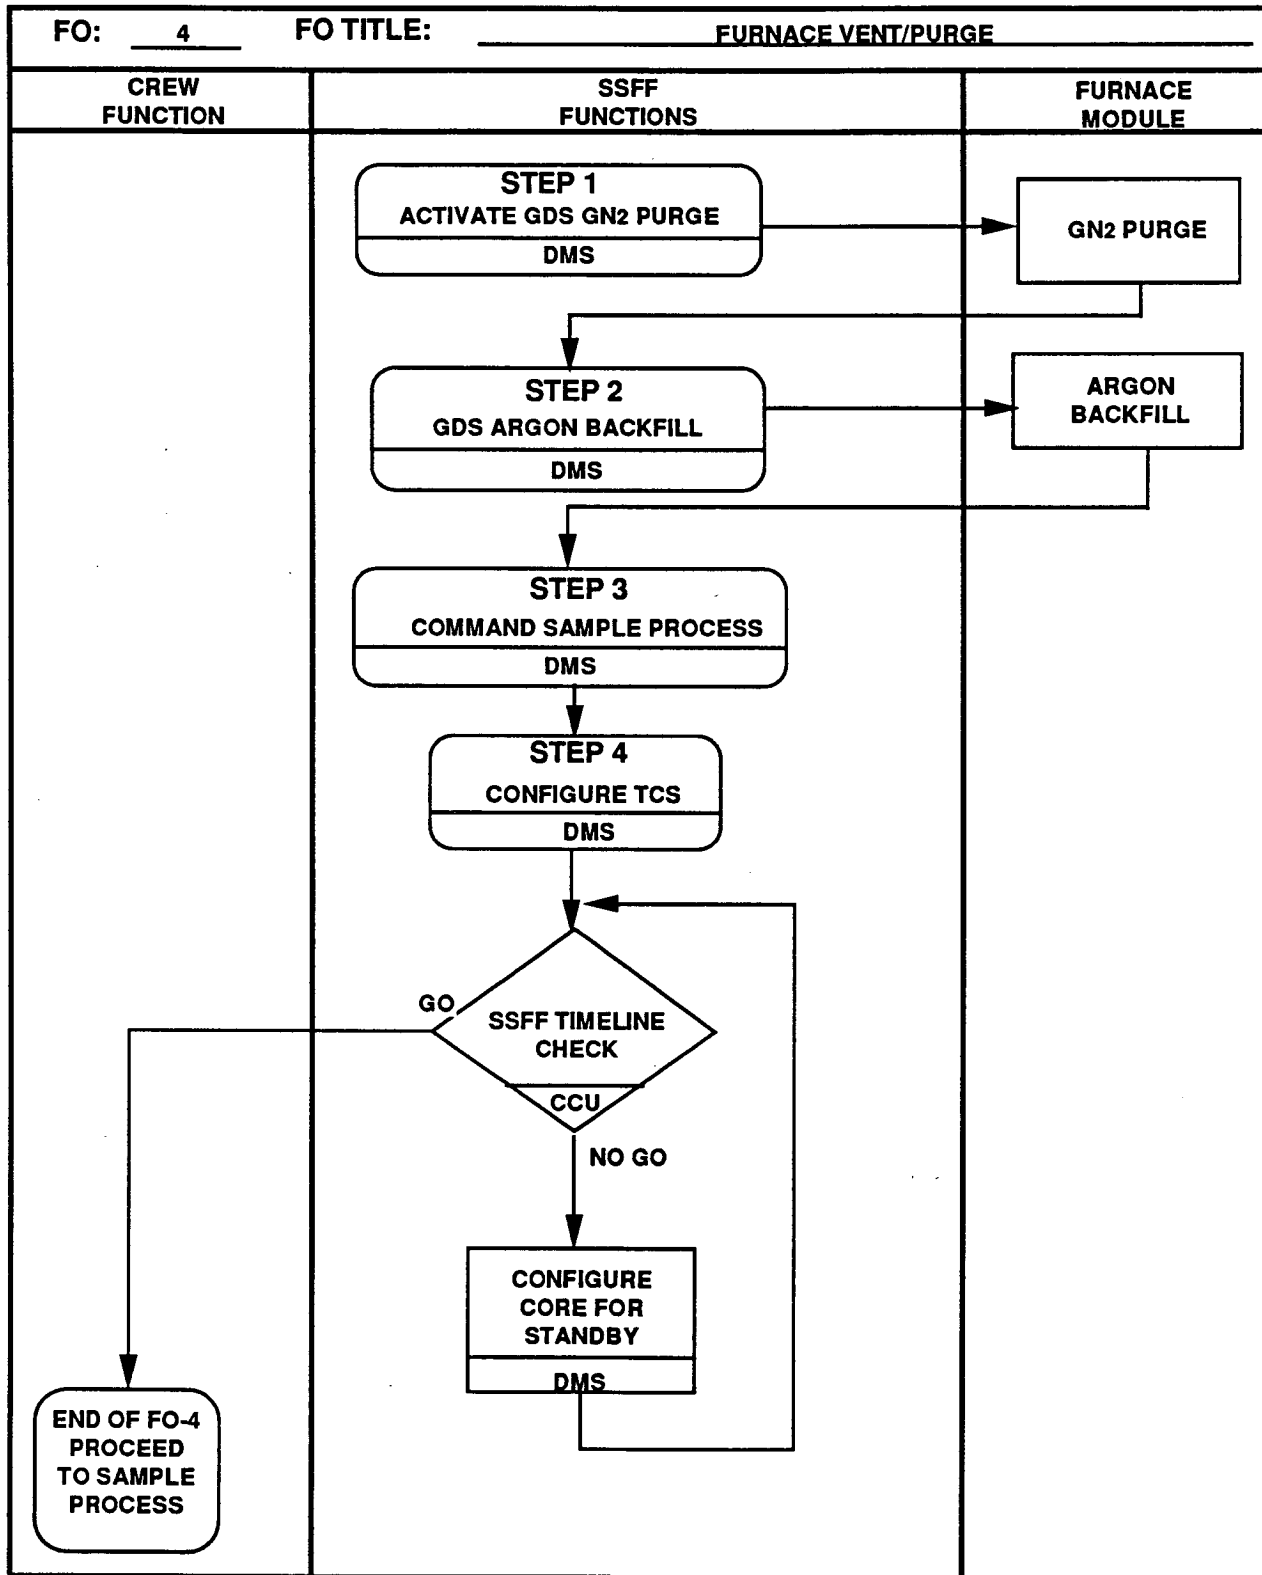 FO: 4 FO TITLE: FURNACE VENT/PURGE
CREW
FUNCTION
SSFF
FUNCTIONS
FURNACE
MODULE
STEP 1
ACTIVATE GDS GN2 PURGE
DMS
GN2 PURGE
STEP 2
GDS ARGON BACKFILL
DMS
ARGON
BACKFILL
STEP 3
COMMAND SAMPLE PROCESS
DMS
STEP 4
CONFIGURE TCS
DMS
GO
SSFF TIMELINE
CHECK
CCU
NO GO
CONFIGURE
CORE FOR
STANDBY
DMS
END OF FO-4
PROCEED
TO SAMPLE
PROCESS